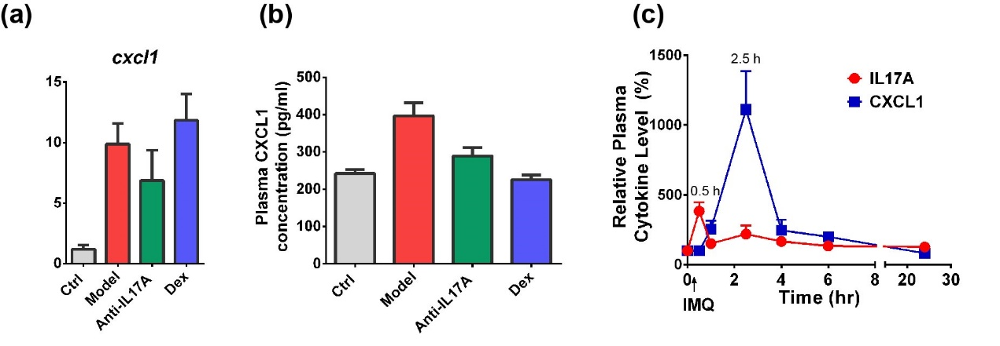 (a)
cxcl1
15
10
5
0
Ctrl
Model
Anti-IL17A
Dex
(b)
Plasma CXCL1
concentration (pg/ml)
500
400
300
200
100
0
Ctrl
Model
Anti-IL17A
Dex
(c)
Relative Plasma
Cytokine Level (%)
1500
1000
500
0
2.5 h
0.5 h
IL17A
CXCL1
0 2 4 6 8 20 30
IMQ
Time (hr)